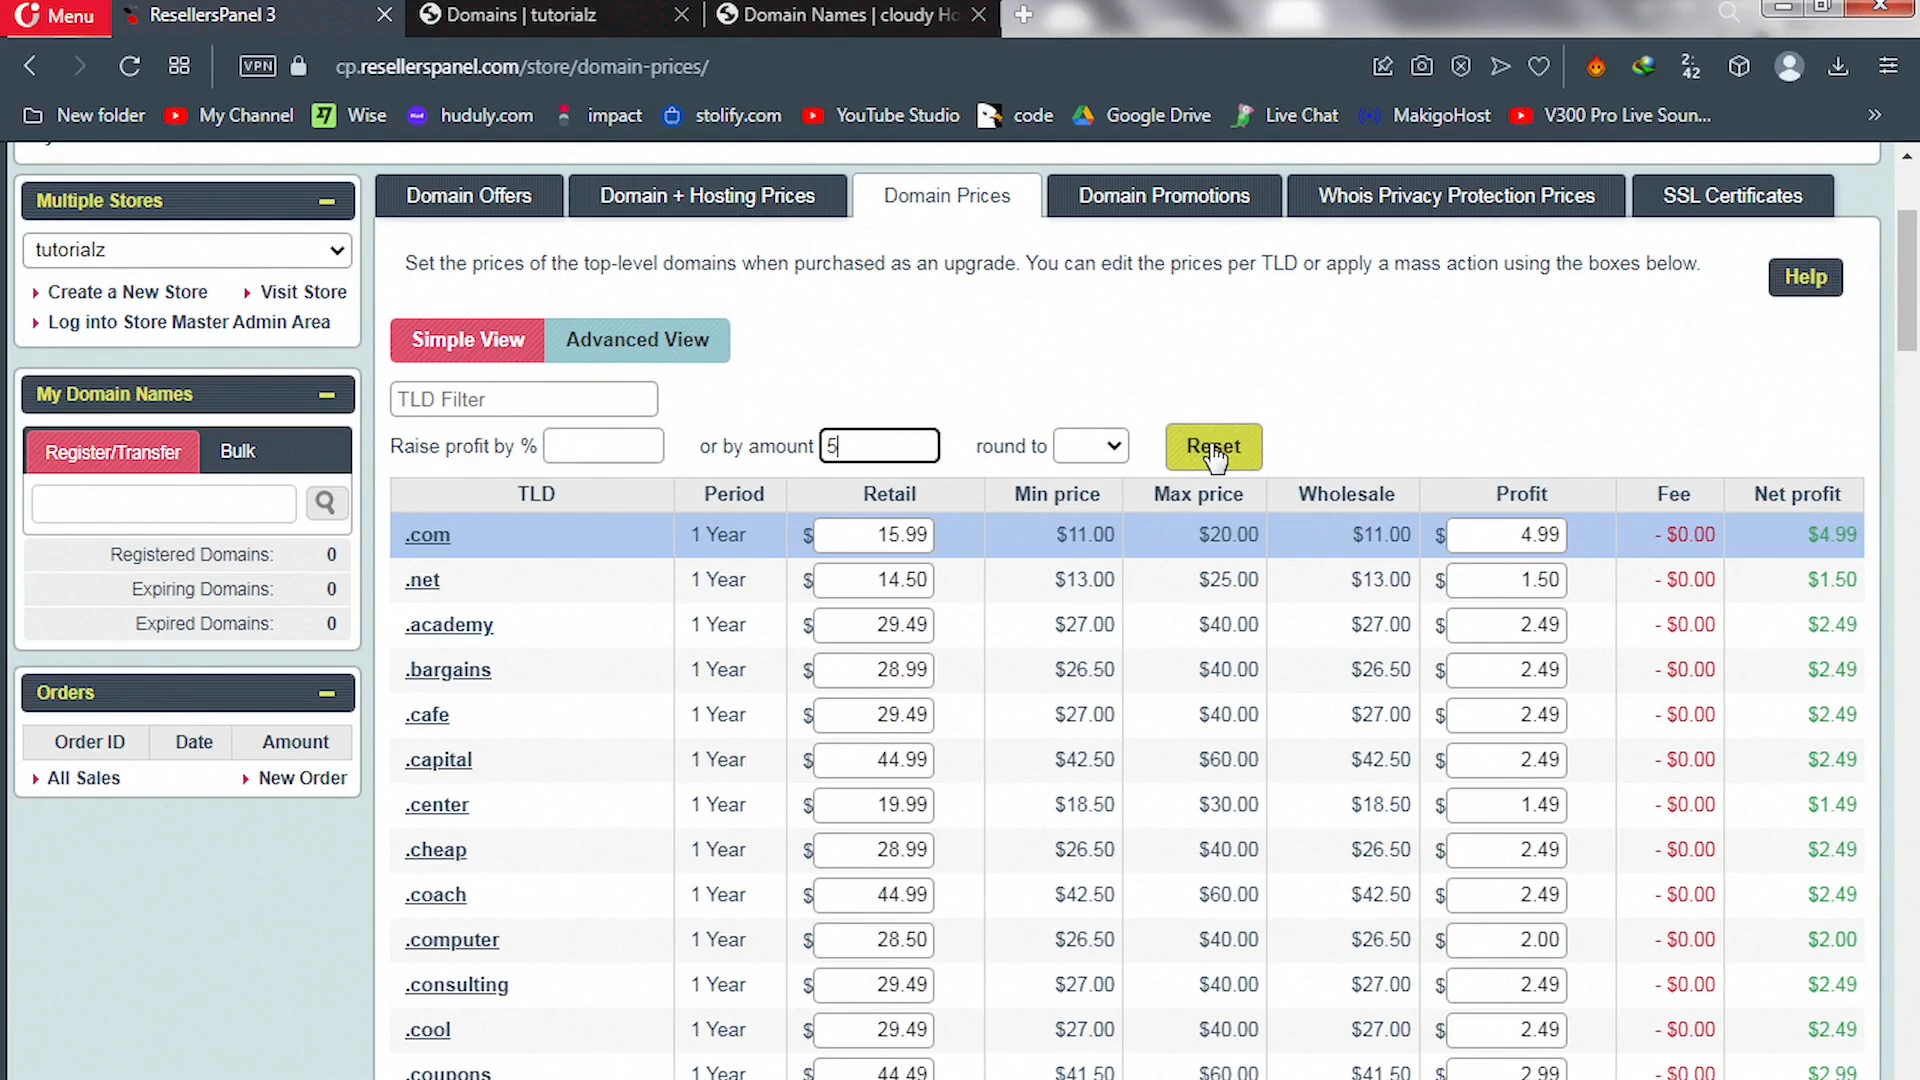 Menu
ResellersPanel 3
Domains | tutorialz
Domain Names | cloudy Ho
VPN
cp.resellerspanel.com/store/domain-prices/
2:
42
New folder
My Channel
Wise
huduly.com
impact
stolify.com
YouTube Studio
code
Google Drive
Live Chat
MakigoHost
V300 Pro Live Soun...
Multiple Stores
tutorialz
Create a New Store
Visit Store
Log into Store Master Admin Area
My Domain Names
Register/Transfer
Bulk
Registered Domains: 0
Expiring Domains: 0
Expired Domains: 0
Orders
Order ID Date Amount
All Sales
New Order
Domain Offers
Domain + Hosting Prices
Domain Prices
Domain Promotions
Whois Privacy Protection Prices
SSL Certificates
Set the prices of the top-level domains when purchased as an upgrade. You can edit the prices per TLD or apply a mass action using the boxes below.
Help
Simple View
Advanced View
TLD Filter
Raise profit by % or by amount 5 round to Reset
TLD Period Retail Min price Max price Wholesale Profit Fee Net profit
.com 1 Year $ 15.99 $11.00 $20.00 $11.00 $ 4.99 - $0.00 $4.99
.net 1 Year $ 14.50 $13.00 $25.00 $13.00 $ 1.50 - $0.00 $1.50
.academy 1 Year $ 29.49 $27.00 $40.00 $27.00 $ 2.49 - $0.00 $2.49
.bargains 1 Year $ 28.99 $26.50 $40.00 $26.50 $ 2.49 - $0.00 $2.49
.cafe 1 Year $ 29.49 $27.00 $40.00 $27.00 $ 2.49 - $0.00 $2.49
.capital 1 Year $ 44.99 $42.50 $60.00 $42.50 $ 2.49 - $0.00 $2.49
.center 1 Year $ 19.99 $18.50 $30.00 $18.50 $ 1.49 - $0.00 $1.49
.cheap 1 Year $ 28.99 $26.50 $40.00 $26.50 $ 2.49 - $0.00 $2.49
.coach 1 Year $ 44.99 $42.50 $60.00 $42.50 $ 2.49 - $0.00 $2.49
.computer 1 Year $ 28.50 $26.50 $40.00 $26.50 $ 2.00 - $0.00 $2.00
.consulting 1 Year $ 29.49 $27.00 $40.00 $27.00 $ 2.49 - $0.00 $2.49
.cool 1 Year $ 29.49 $27.00 $40.00 $27.00 $ 2.49 - $0.00 $2.49
.coupons 1 Year $ 44.49 $41.50 $60.00 $41.50 $ 2.99 - $0.00 $2.99